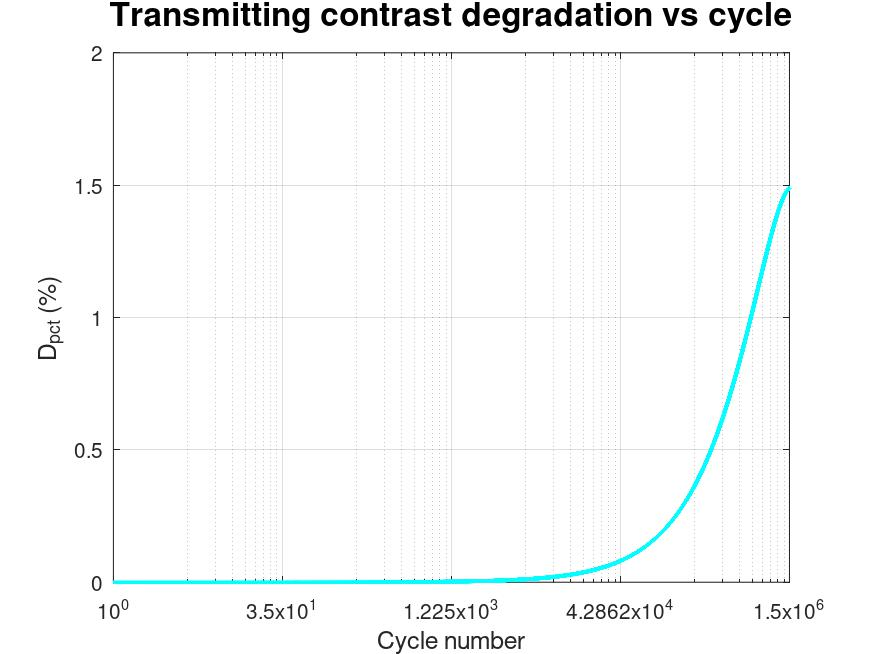 Transmitting contrast degradation vs cycle
2
1.5
1
0.5
0
D_pct (%)
10^0 3.5x10^1 1.225x10^3 4.2862x10^4 1.5x10^6
Cycle number